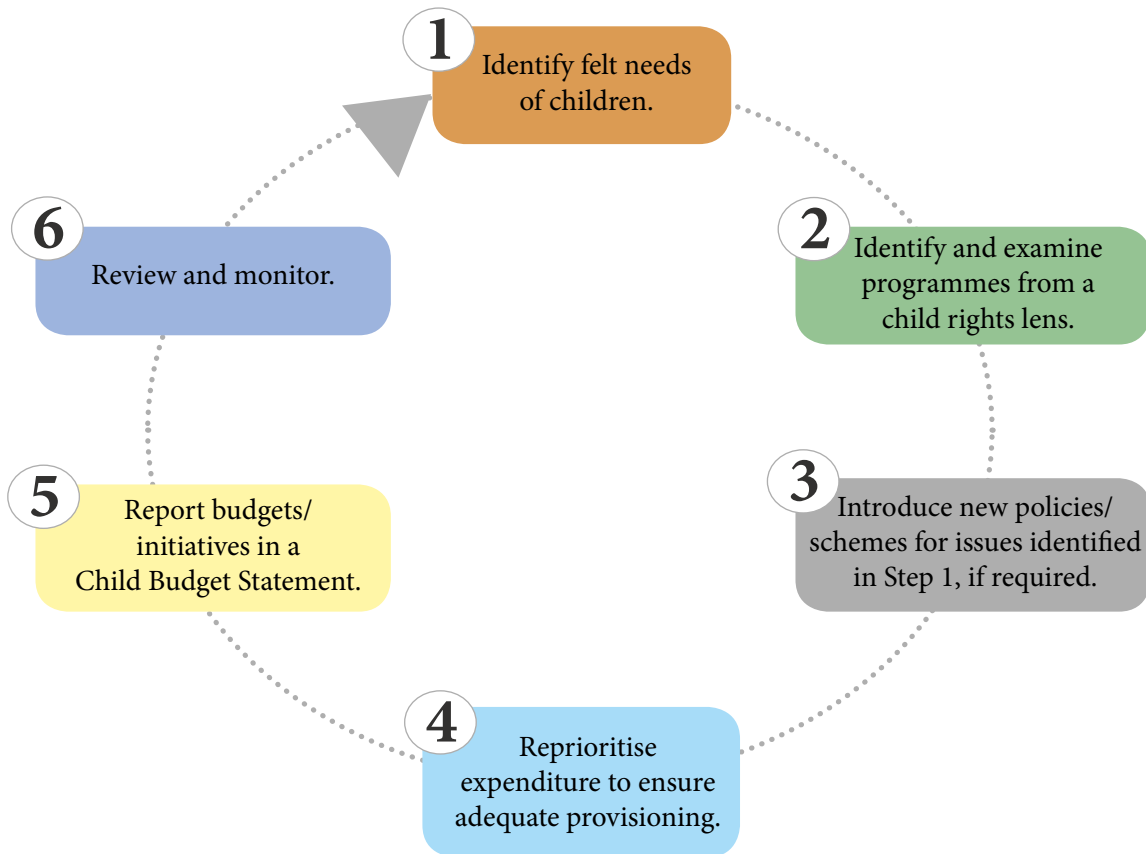 1
Identify felt needs
of children.
2
Identify and examine
programmes from a
child rights lens.
3
Introduce new policies/
schemes for issues identified
in Step 1, if required.
4
Reprioritise
expenditure to ensure
adequate provisioning.
5
Report budgets/
initiatives in a
Child Budget Statement.
6
Review and monitor.